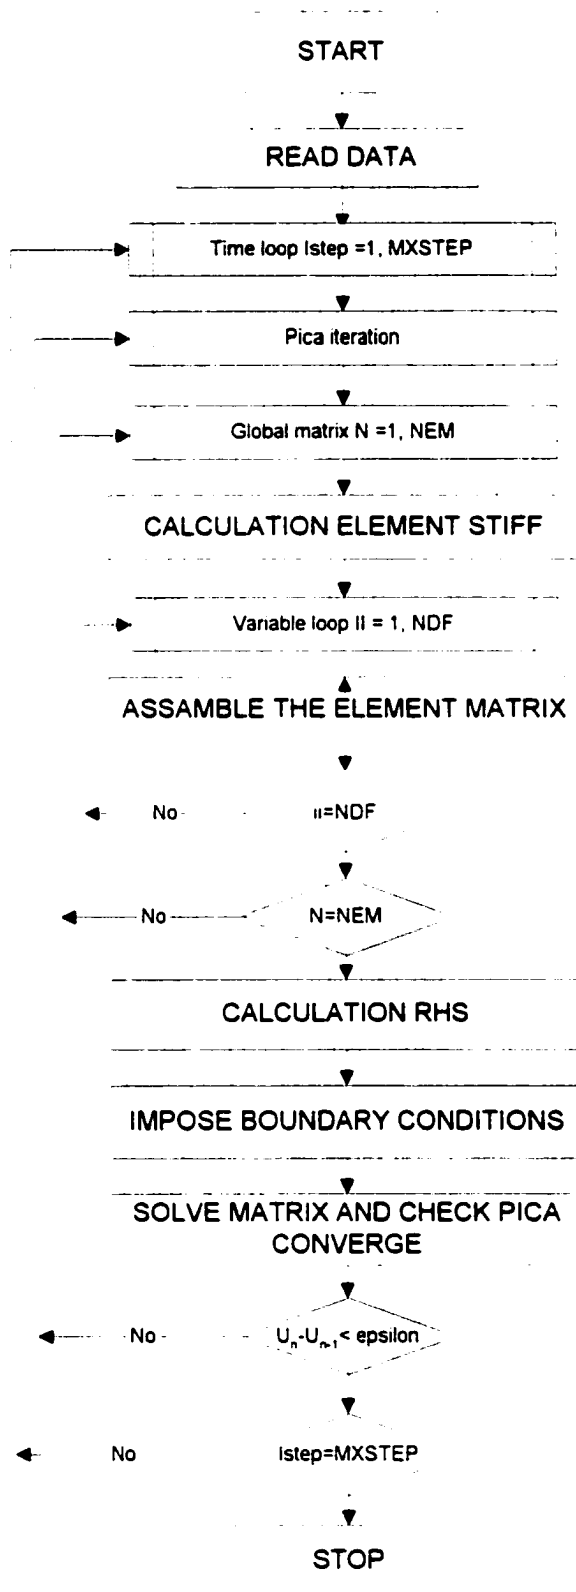 START
READ DATA
Time loop Istep =1, MXSTEP
Pica iteration
Global matrix N =1, NEM
CALCULATION ELEMENT STIFF
Variable loop II = 1, NDF
ASSAMBLE THE ELEMENT MATRIX
No
II=NDF
No
N=NEM
CALCULATION RHS
IMPOSE BOUNDARY CONDITIONS
SOLVE MATRIX AND CHECK PICA
CONVERGE
No
Uₙ-Uₙ₋₁< epsilon
No
Istep=MXSTEP
STOP